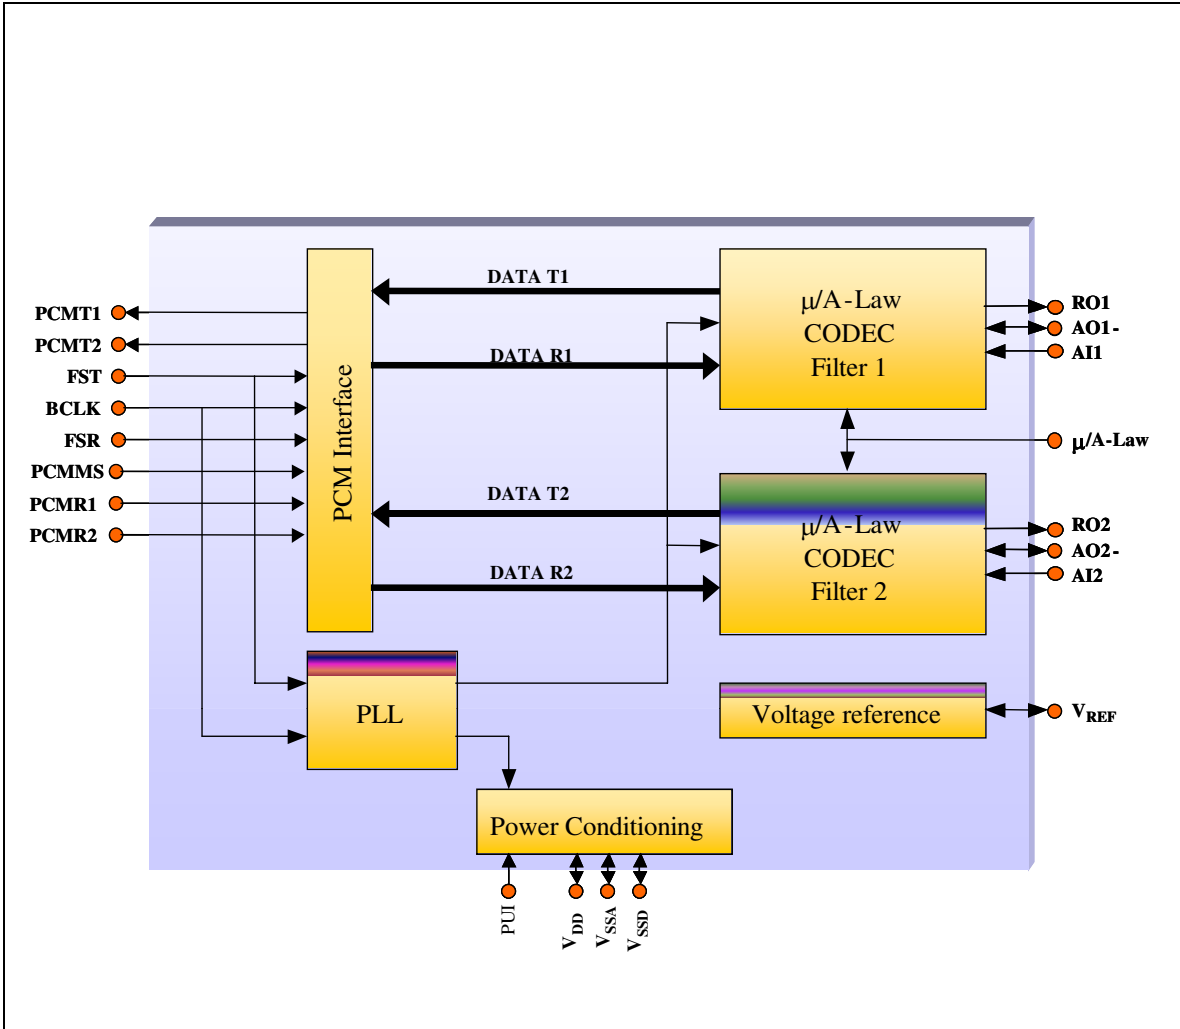 DATA T1
μ/A-Law
CODEC
Filter 1
RO1
AO1-
AI1
PCMT1
PCMT2
FST
BCLK
FSR
PCMMS
PCMR1
PCMR2
PCM Interface
DATA R1
μ/A-Law
DATA T2
μ/A-Law
CODEC
Filter 2
RO2
AO2-
AI2
DATA R2
PLL
Voltage reference
VREF
Power Conditioning
PUI
VDD
VSSA
VSSD